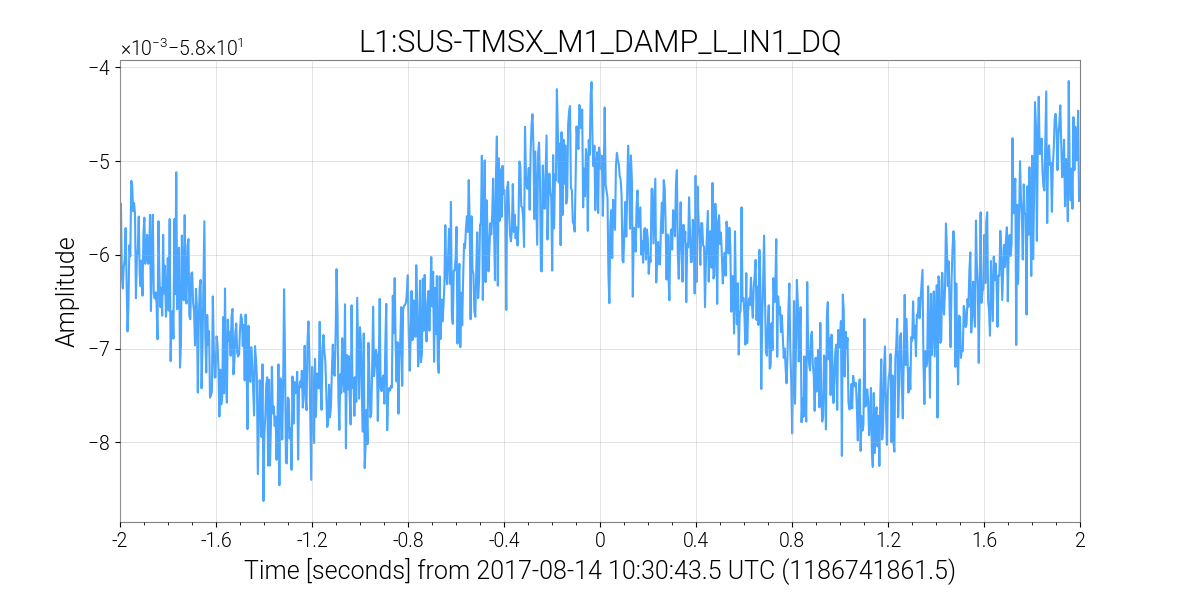 L1:SUS-TMSX_M1_DAMP_L_IN1_DQ
×10⁻³−5.8×10¹
−4
−5
−6
−7
−8
Amplitude
-2 -1.6 -1.2 -0.8 -0.4 0 0.4 0.8 1.2 1.6 2
Time [seconds] from 2017-08-14 10:30:43.5 UTC (1186741861.5)